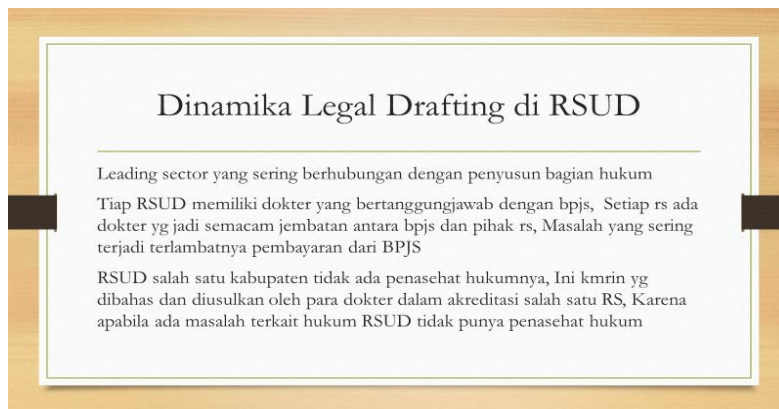 Dinamika Legal Drafting di RSUD
Leading sector yang sering berhubungan dengan penyusun bagian hukum
Tiap RSUD memiliki dokter yang bertanggungjawab dengan bpjs, Setiap rs ada
dokter yg jadi semacam jembatan antara bpjs dan pihak rs, Masalah yang sering
terjadi terlambatnya pembayaran dari BPJS
RSUD salah satu kabupaten tidak ada penasehat hukumnya, Ini kmrin yg
dibahas dan diusulkan oleh para dokter dalam akreditasi salah satu RS, Karena
apabila ada masalah terkait hukum RSUD tidak punya penasehat hukum